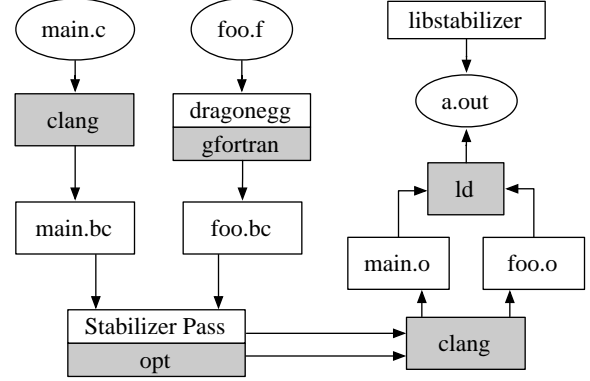 main.c
foo.f
libstabilizer
clang
dragonegg
gfortran
a.out
ld
main.bc
foo.bc
main.o
foo.o
Stabilizer Pass
opt
clang